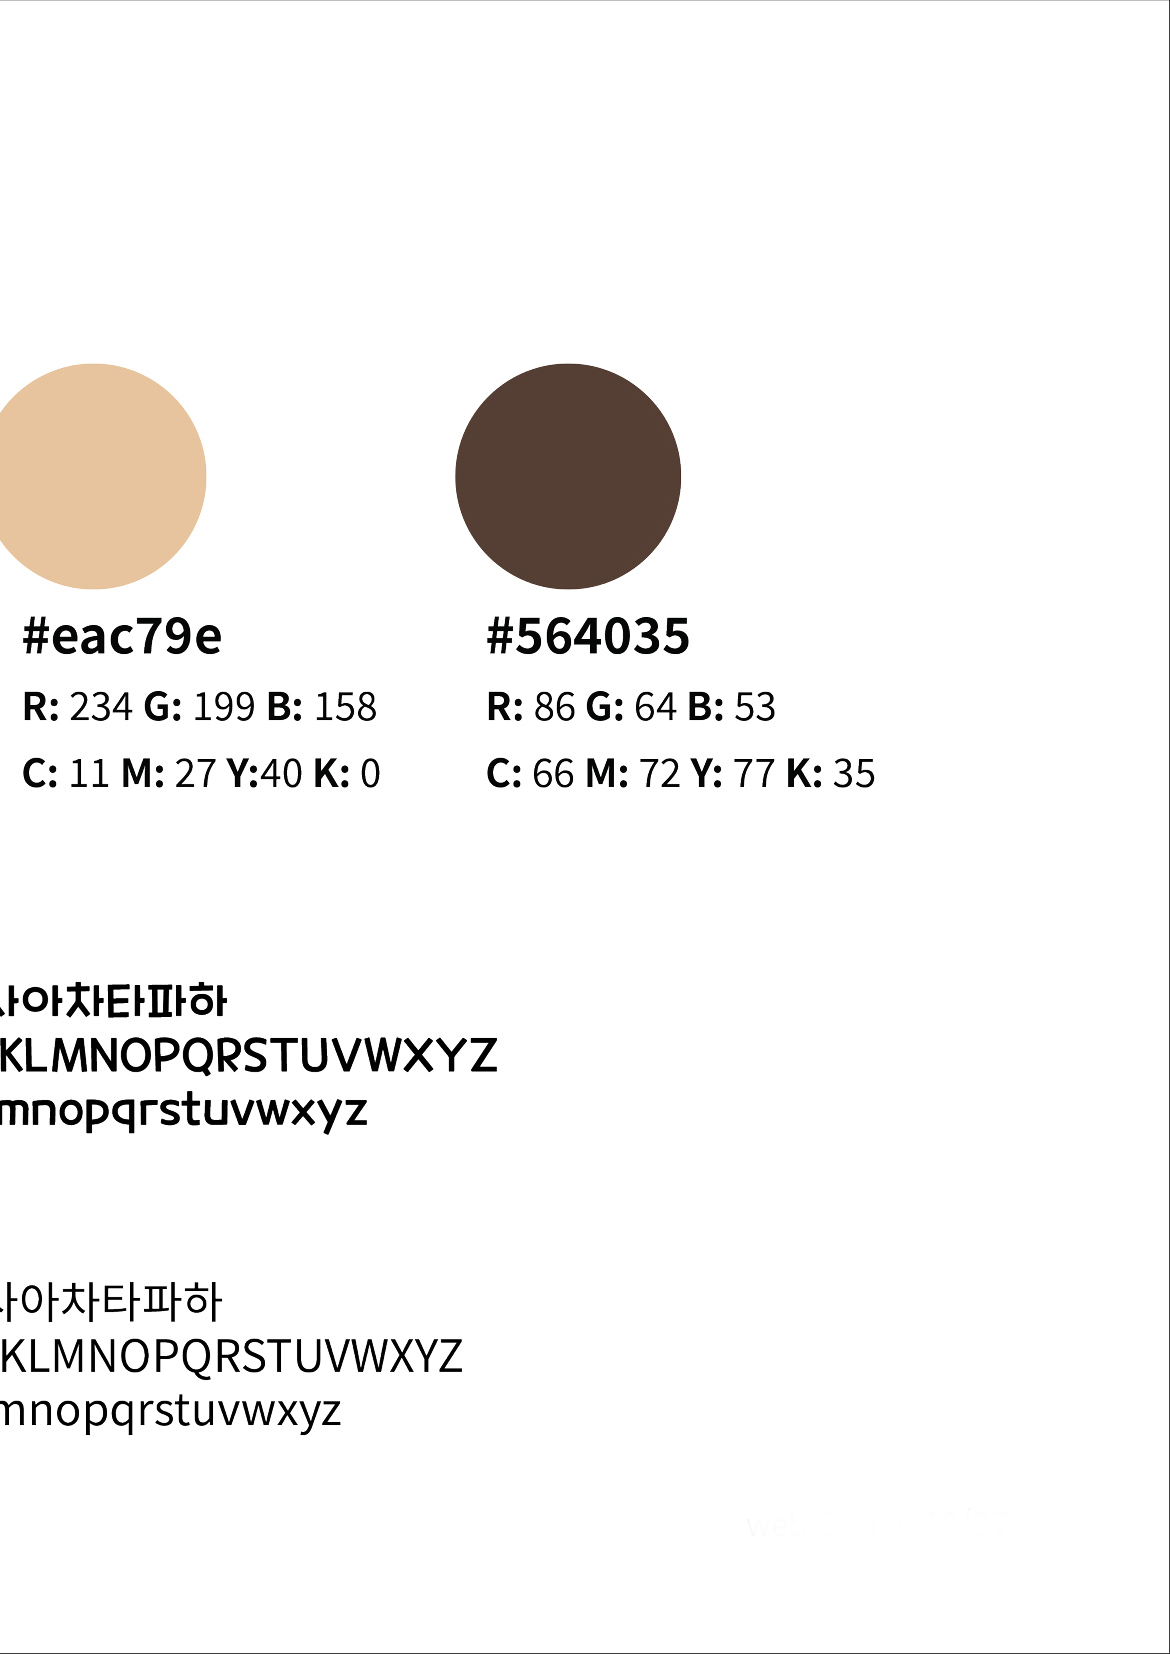 #eac79e
R: 234 G: 199 B: 158
C: 11 M: 27 Y:40 K: 0
#564035
R: 86 G: 64 B: 53
C: 66 M: 72 Y: 77 K: 35
사아차타파하
KLMNOPQRSTUVWXYZ
mnopqrstuvwxyz
사아차타파하
KLMNOPQRSTUVWXYZ
mnopqrstuvwxyz